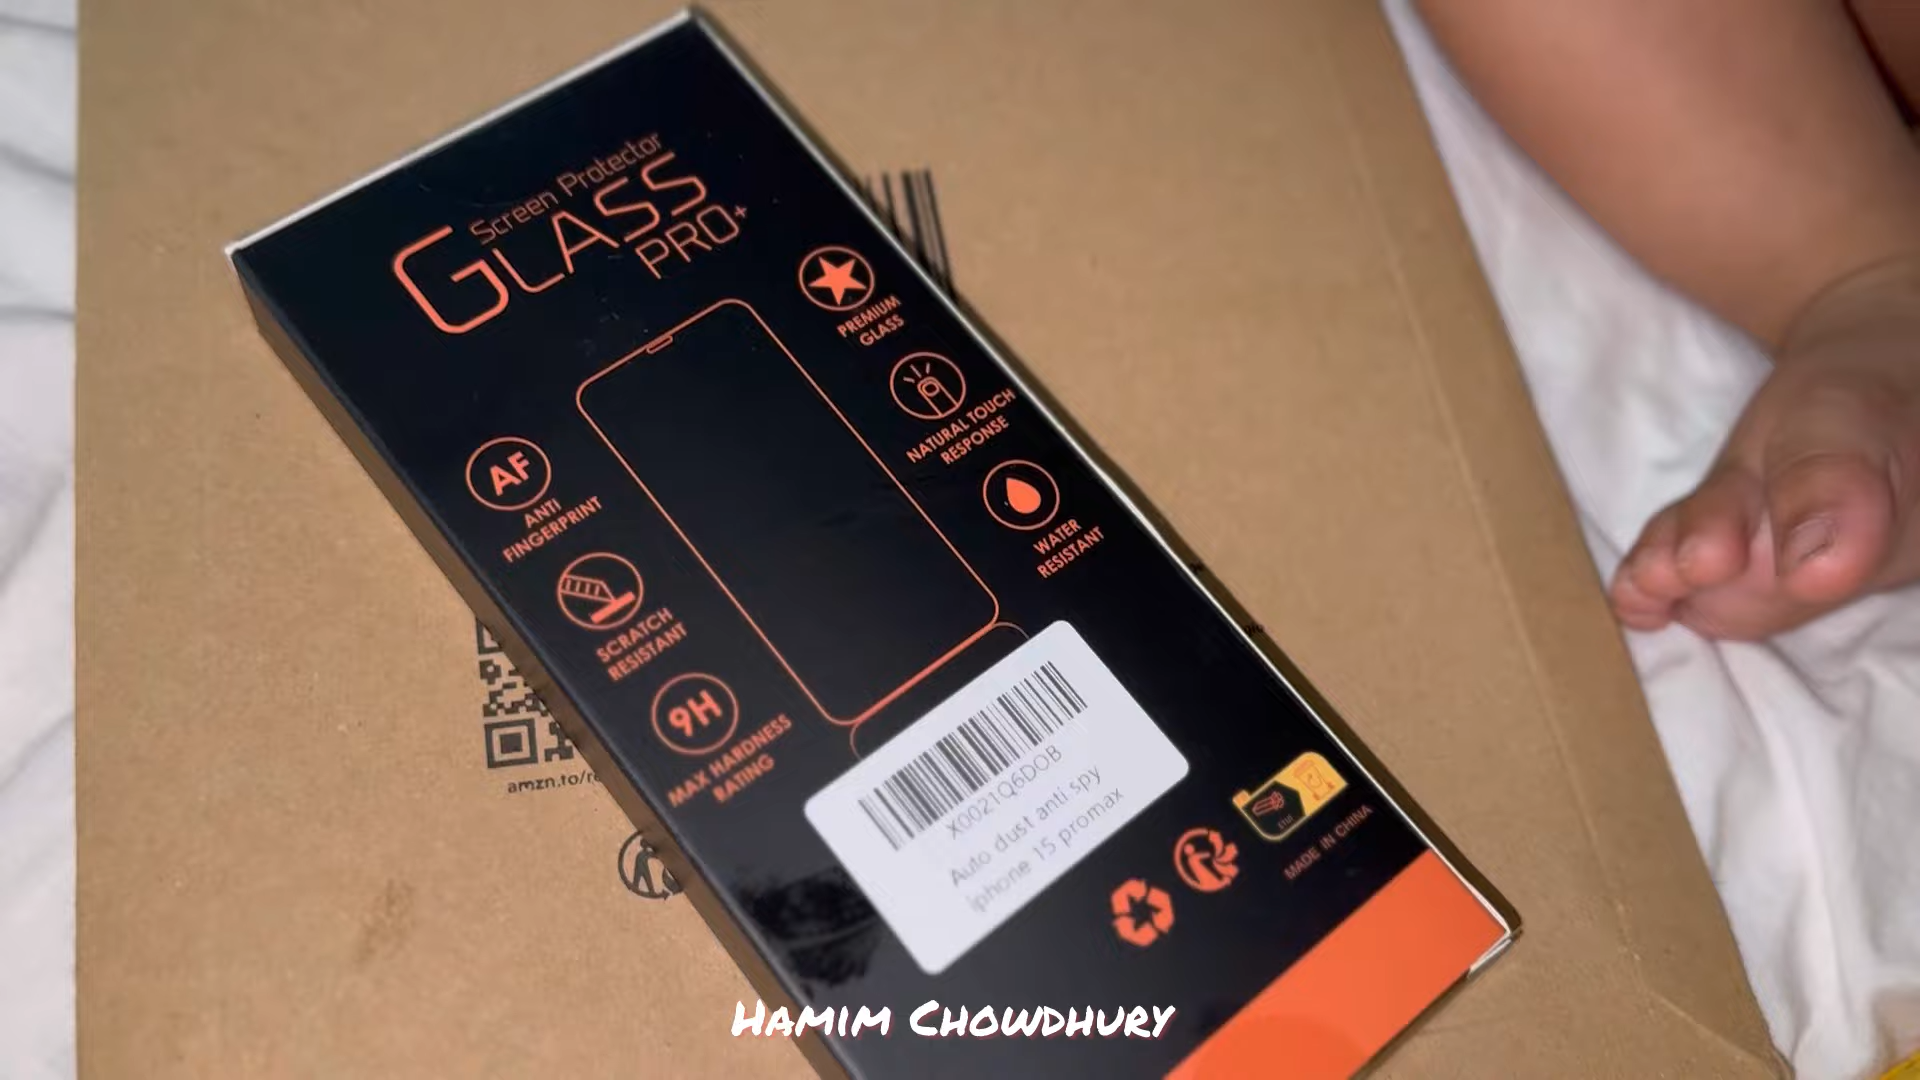 Screen Protector
GLASS
PRO+
PREMIUM
GLASS
NATURAL TOUCH
RESPONSE
WATER
RESISTANT
AF
ANTI
FINGERPRINT
SCRATCH
RESISTANT
9H
MAX HARDNESS
RATING
X0021Q6DOB
Auto dust anti spy
iphone 15 promax
MADE IN CHINA
amzn.to/r
HAMIM CHOWDHURY